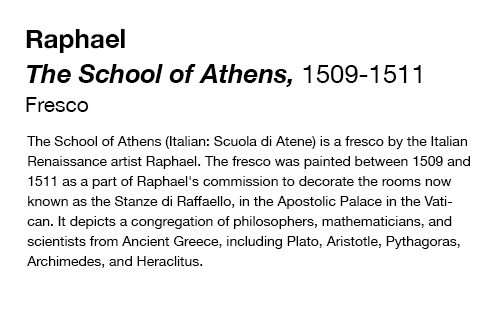 Raphael
The School of Athens, 1509-1511
Fresco
The School of Athens (Italian: Scuola di Atene) is a fresco by the Italian
Renaissance artist Raphael. The fresco was painted between 1509 and
1511 as a part of Raphael's commission to decorate the rooms now
known as the Stanze di Raffaello, in the Apostolic Palace in the Vati-
can. It depicts a congregation of philosophers, mathematicians, and
scientists from Ancient Greece, including Plato, Aristotle, Pythagoras,
Archimedes, and Heraclitus.